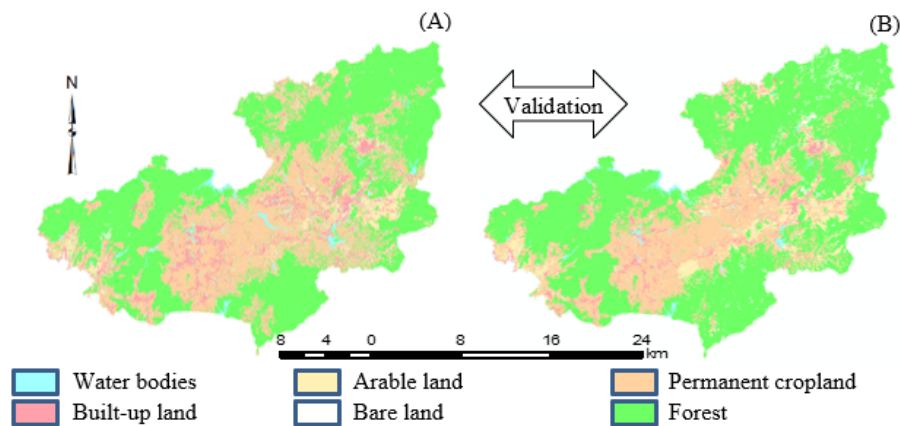 (A)
(B)
N
Validation
8 4 0 8 16 24
km
Water bodies Arable land Permanent cropland
Built-up land Bare land Forest